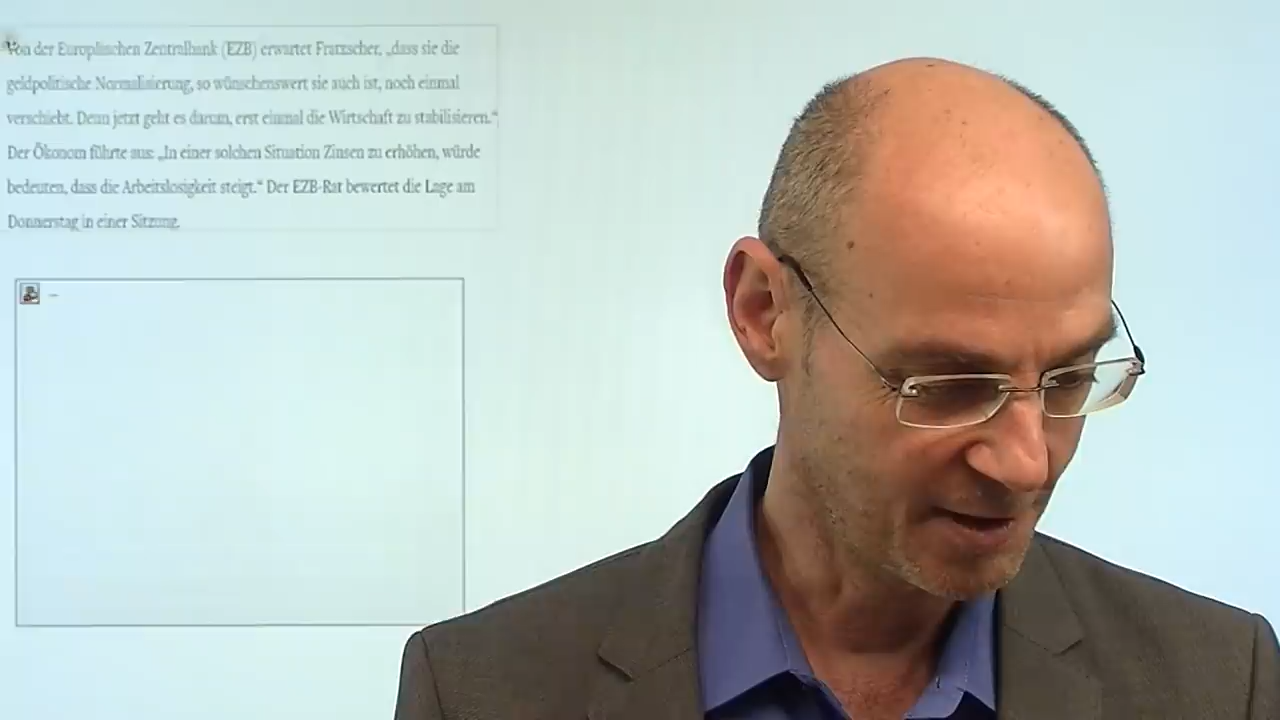 Von der Europäischen Zentralbank (EZB) erwartet Fratzscher, „dass sie die
geldpolitische Normalisierung, so wünschenswert sie auch ist, noch einmal
verschiebt. Denn jetzt geht es darum, erst einmal die Wirtschaft zu stabilisieren.“
Der Ökonom führte aus: „In einer solchen Situation Zinsen zu erhöhen, würde
bedeuten, dass die Arbeitslosigkeit steigt.“ Der EZB-Rat bewertet die Lage am
Donnerstag in einer Sitzung.